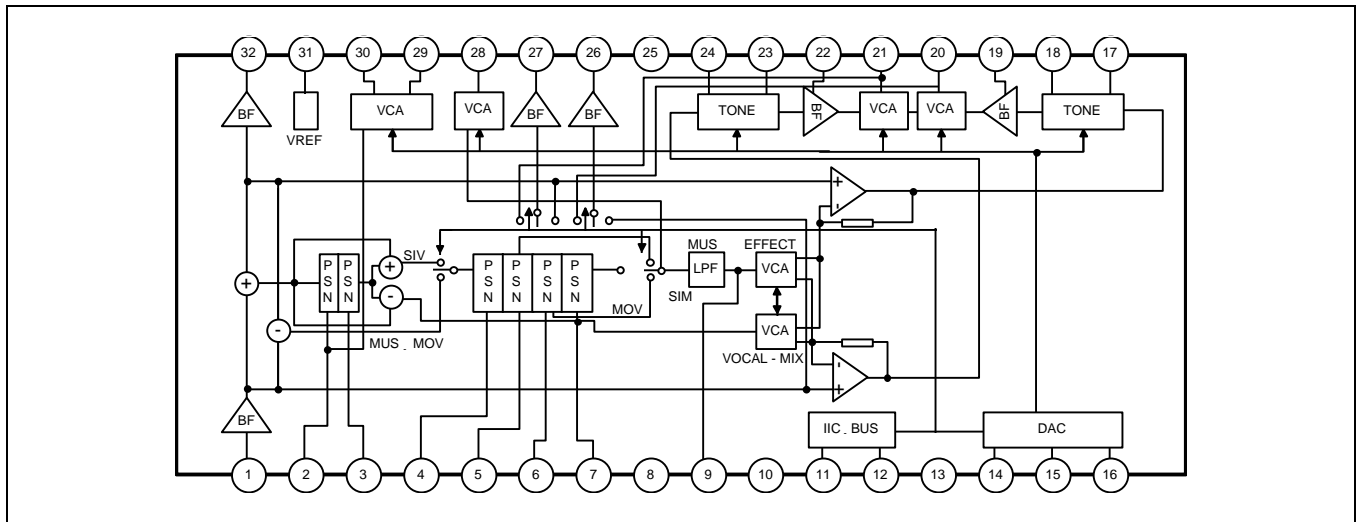 32 31 30 29 28 27 26 25 24 23 22 21 20 19 18 17
BF VREF VCA VCA BF BF TONE BF VCA VCA BF TONE
+ -
+ SIV MUS EFFECT
P S N P S N + - P S N P S N P S N P S N LPF VCA
SIM
MOV
- MUS - MOV VCA
VOCAL - MIX
- +
BF IIC - BUS DAC
1 2 3 4 5 6 7 8 9 10 11 12 13 14 15 16